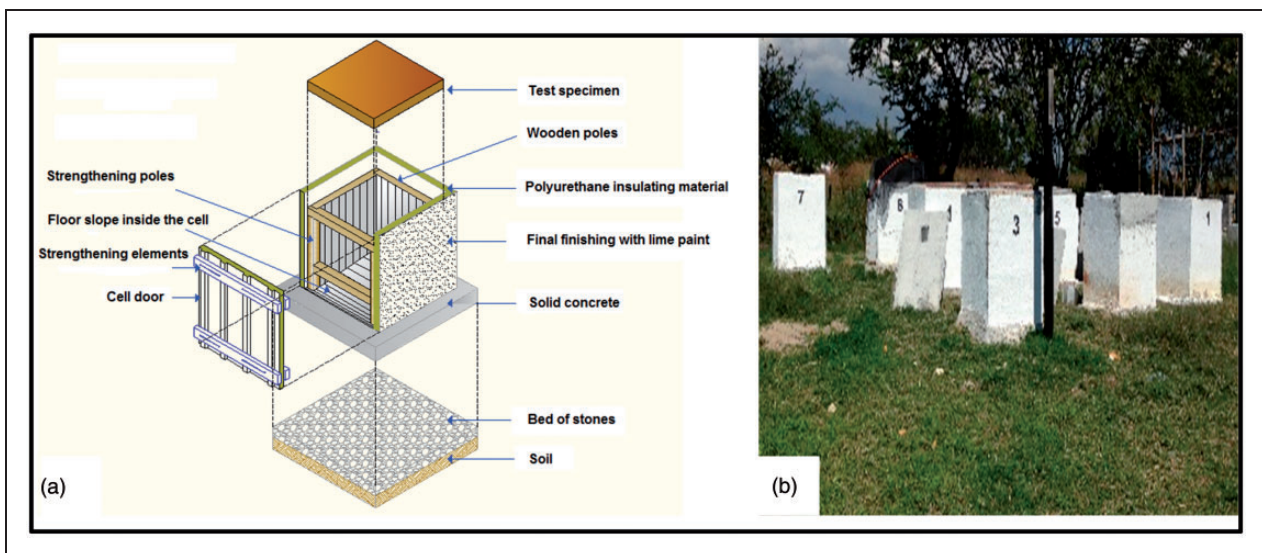 Test specimen
Wooden poles
Strengthening poles
Polyurethane insulating material
Floor slope inside the cell
Final finishing with lime paint
Strengthening elements
Cell door
Solid concrete
Bed of stones
Soil
(a)
7
3
5
1
(b)